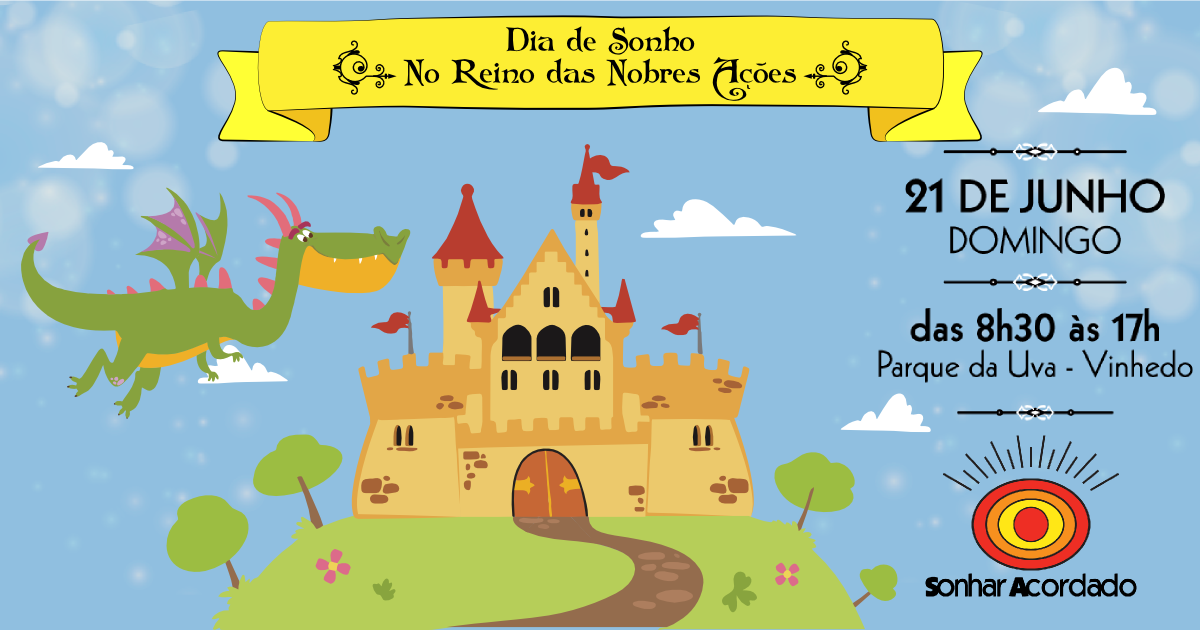 Dia de Sonho
No Reino das Nobres Ações
21 DE JUNHO
DOMINGO
das 8h30 às 17h
Parque da Uva - Vinhedo
Sonhar Acordado